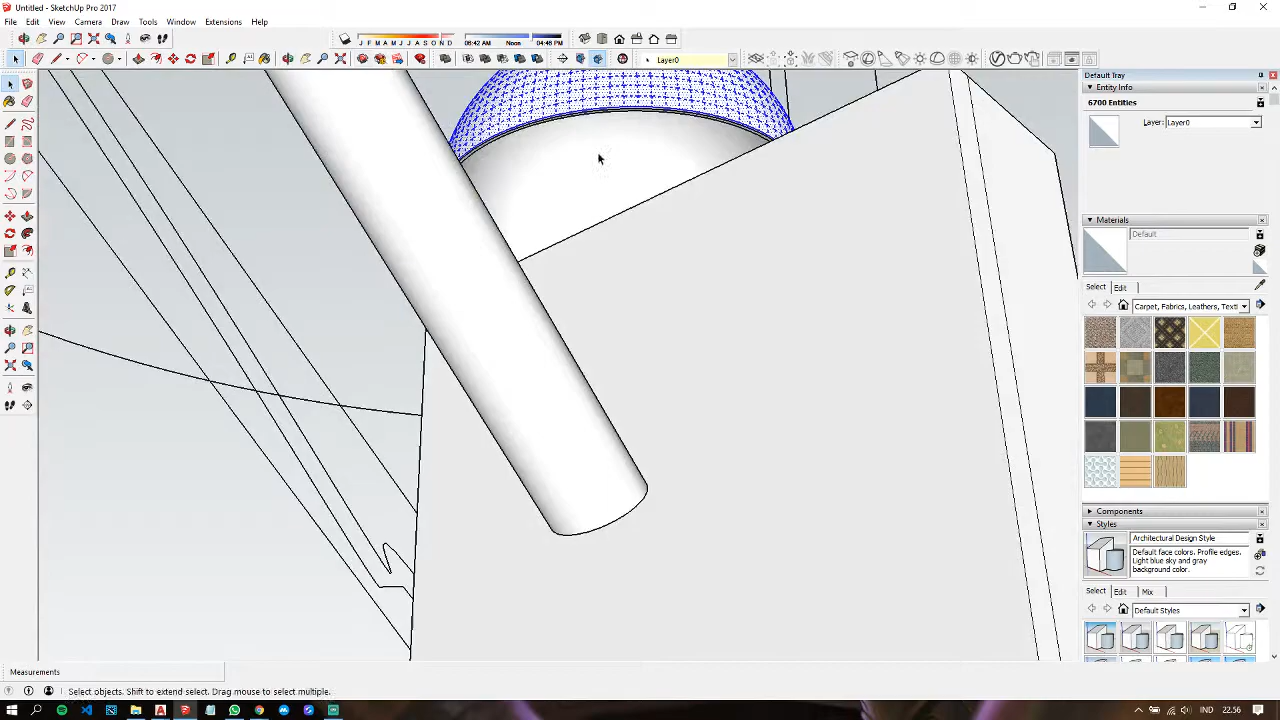 Untitled - SketchUp Pro 2017
File Edit View Camera Draw Tools Window Extensions Help
J F M A M J J A S O N D 06:42 AM Noon 04:46 PM
Layer0
Default Tray
Entity Info
6700 Entities
Layer: Layer0
Materials
Default
Select Edit
Carpet, Fabrics, Leathers, Texti
Components
Styles
Architectural Design Style
Default face colors. Profile edges. Light blue sky and gray background color.
Select Edit Mix
Default Styles
Measurements
Select objects. Shift to extend select. Drag mouse to select multiple.
IND 22.56